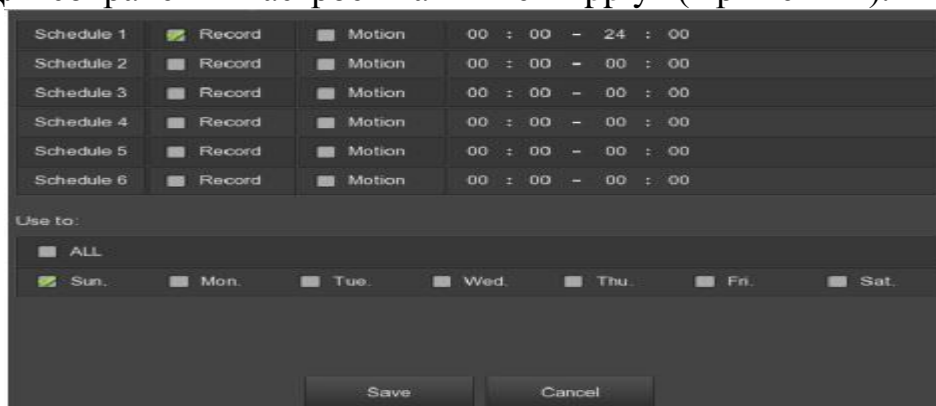 Schedule 1 Record Motion 00 : 00 - 24 : 00
Schedule 2 Record Motion 00 : 00 - 00 : 00
Schedule 3 Record Motion 00 : 00 - 00 : 00
Schedule 4 Record Motion 00 : 00 - 00 : 00
Schedule 5 Record Motion 00 : 00 - 00 : 00
Schedule 6 Record Motion 00 : 00 - 00 : 00
Use to:
ALL
Sun. Mon. Tue. Wed. Thu. Fri. Sat.
Save Cancel